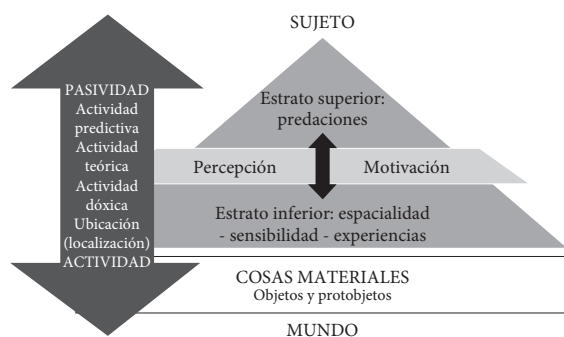 SUJETO
PASIVIDAD
Actividad
predictiva
Actividad
teórica
Actividad
dóxica
Ubicación
(localización)
ACTIVIDAD
Estrato superior:
predaciones
Percepción
Motivación
Estrato inferior: espacialidad
- sensibilidad - experiencias
COSAS MATERIALES
Objetos y protobjetos
MUNDO